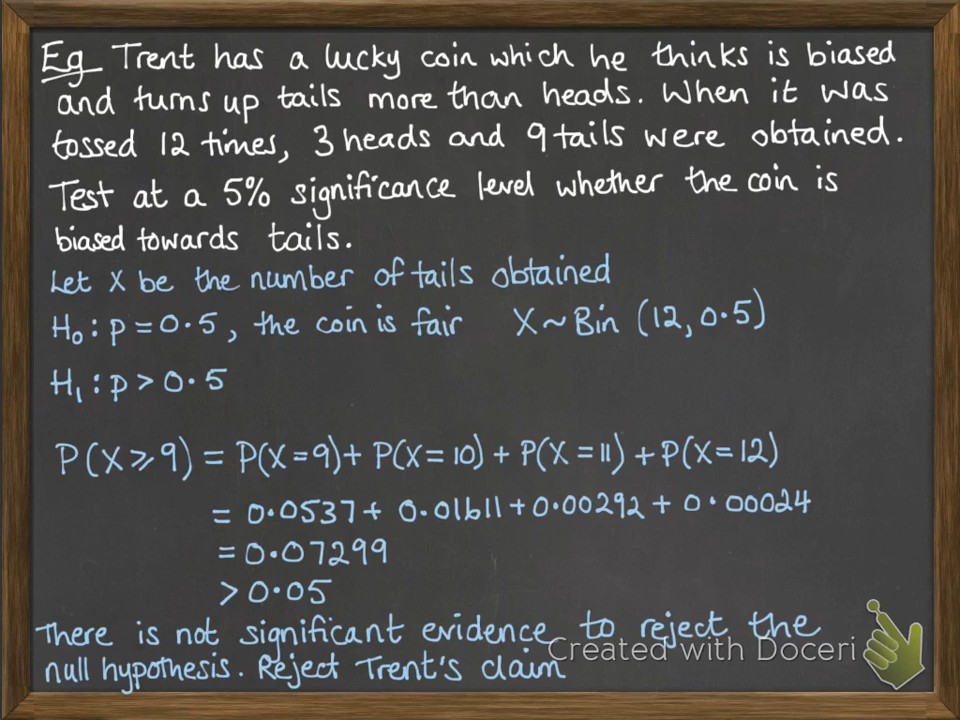 Eg Trent has a lucky coin which he thinks is biased
and turns up tails more than heads. When it was
tossed 12 times, 3 heads and 9 tails were obtained.
Test at a 5% significance level whether the coin is
biased towards tails.
Let X be the number of tails obtained
H₀ : p = 0.5, the coin is fair X ~ Bin (12, 0.5)
H₁ : p > 0.5
P(X ≥ 9) = P(X = 9) + P(X = 10) + P(X = 11) + P(X = 12)
= 0.0537 + 0.01611 + 0.00292 + 0.00024
= 0.07299
> 0.05
There is not significant evidence to reject the
null hypothesis. Reject Trent's claim
Created with Doceri